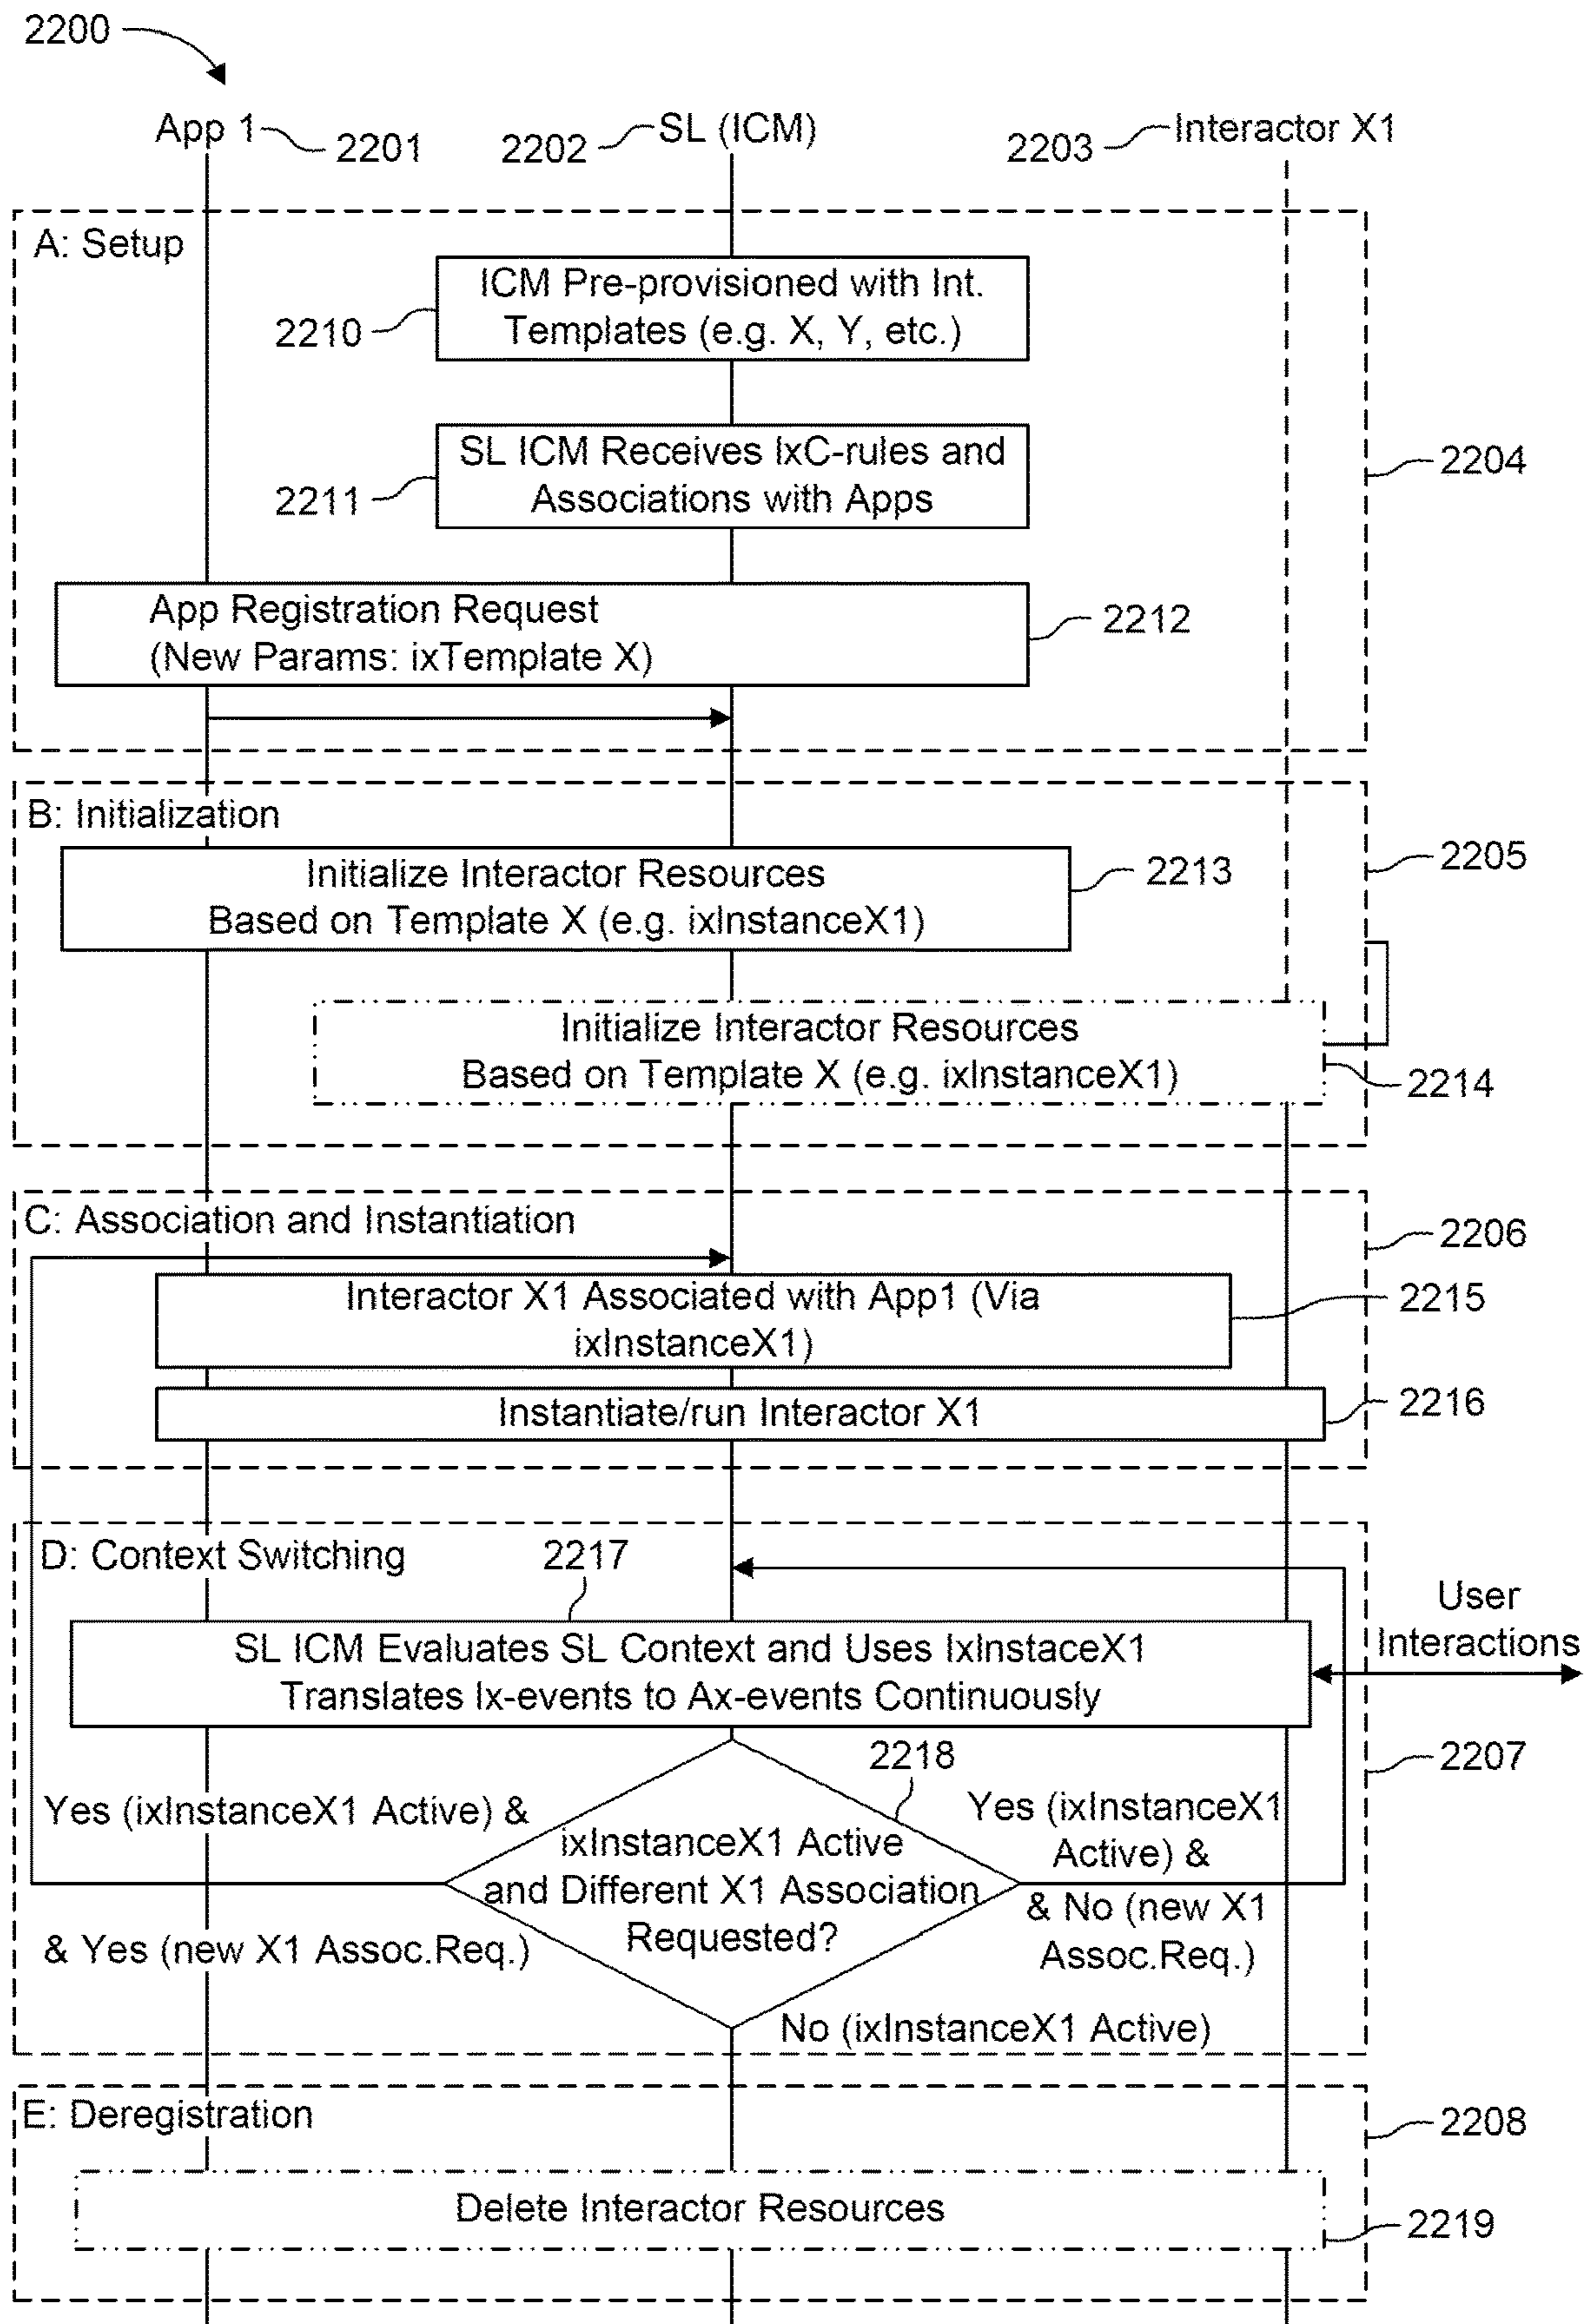 2200
App 1
2201
2202
SL (ICM)
2203
Interactor X1
A: Setup
ICM Pre-provisioned with Int.
Templates (e.g. X, Y, etc.)
2210
SL ICM Receives IxC-rules and
Associations with Apps
2211
2204
App Registration Request
(New Params: ixTemplate X)
2212
B: Initialization
Initialize Interactor Resources
Based on Template X (e.g. ixInstanceX1)
2213
2205
Initialize Interactor Resources
Based on Template X (e.g. ixInstanceX1)
2214
C: Association and Instantiation
2206
Interactor X1 Associated with App1 (Via
ixInstanceX1)
2215
Instantiate/run Interactor X1
2216
D: Context Switching
2217
User
Interactions
SL ICM Evaluates SL Context and Uses IxInstaceX1
Translates Ix-events to Ax-events Continuously
2218
2207
Yes (ixInstanceX1 Active) &
& Yes (new X1 Assoc.Req.)
ixInstanceX1 Active
and Different X1 Association
Requested?
Yes (ixInstanceX1
Active) &
& No (new X1
Assoc.Req.)
No (ixInstanceX1 Active)
E: Deregistration
2208
Delete Interactor Resources
2219